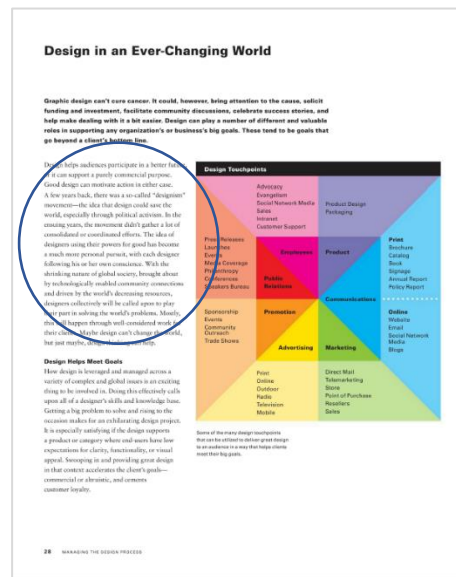 Design in an Ever-Changing World
Graphic design can't cure cancer. It could, however, bring attention to the cause, solicit
funding and investment, facilitate community discussions, celebrate success stories, and
help make dealing with it a bit easier. Design can play a number of different and valuable
roles in supporting any organization's or business's big goals. These tend to be goals that
go beyond a client's bottom line.
Design helps audiences participate in a better future,
or it can support a purely commercial purpose.
Good design can motivate action in either case.
A few years back, there was a so-called "designism"
movement—the idea that design could save the
world, especially through political activism. In the
ensuing years, the movement didn't gather a lot of
consolidated or coordinated efforts. The idea of
designers using their powers for good has become
a much more personal pursuit, with each designer
following his or her own conscience. With the
shrinking nature of global society, brought about
by technologically enabled community connections
and driven by the world's decreasing resources,
designers collectively will be called upon to play
their part in solving the world's problems. Mostly,
this will happen through well-considered work for
their clients. Maybe design can't change the world,
but just maybe, design thinking can help.
Design Helps Meet Goals
How design is leveraged and managed across a
variety of complex and global issues is an exciting
thing to be involved in. Doing this effectively calls
upon all of a designer's skills and knowledge base.
Getting a big problem to solve and rising to the
occasion makes for an exhilarating design project.
It is especially satisfying if the design supports
a product or category where end-users have low
expectations for clarity, functionality, or visual
appeal. Swooping in and providing great design
in that context accelerates the client's goals—
commercial or altruistic, and cements
customer loyalty.
Design Touchpoints
Advocacy
Evangelism
Social Network Media
Sales
Intranet
Customer Support
Product Design
Packaging
Press Releases
Launches
Events
Media Coverage
Philanthropy
Conferences
Speakers Bureau
Employees
Product
Public
Relations
Communications
Print
Brochure
Catalog
Book
Signage
Annual Report
Policy Report
Sponsorship
Events
Community
Outreach
Trade Shows
Promotion
Advertising
Marketing
Online
Website
Email
Social Network
Media
Blogs
Print
Online
Outdoor
Radio
Television
Mobile
Direct Mail
Telemarketing
Store
Point of Purchase
Resellers
Sales
Some of the many design touchpoints
that can be utilized to deliver great design
to an audience in a way that helps clients
meet their big goals.
28 MANAGING THE DESIGN PROCESS